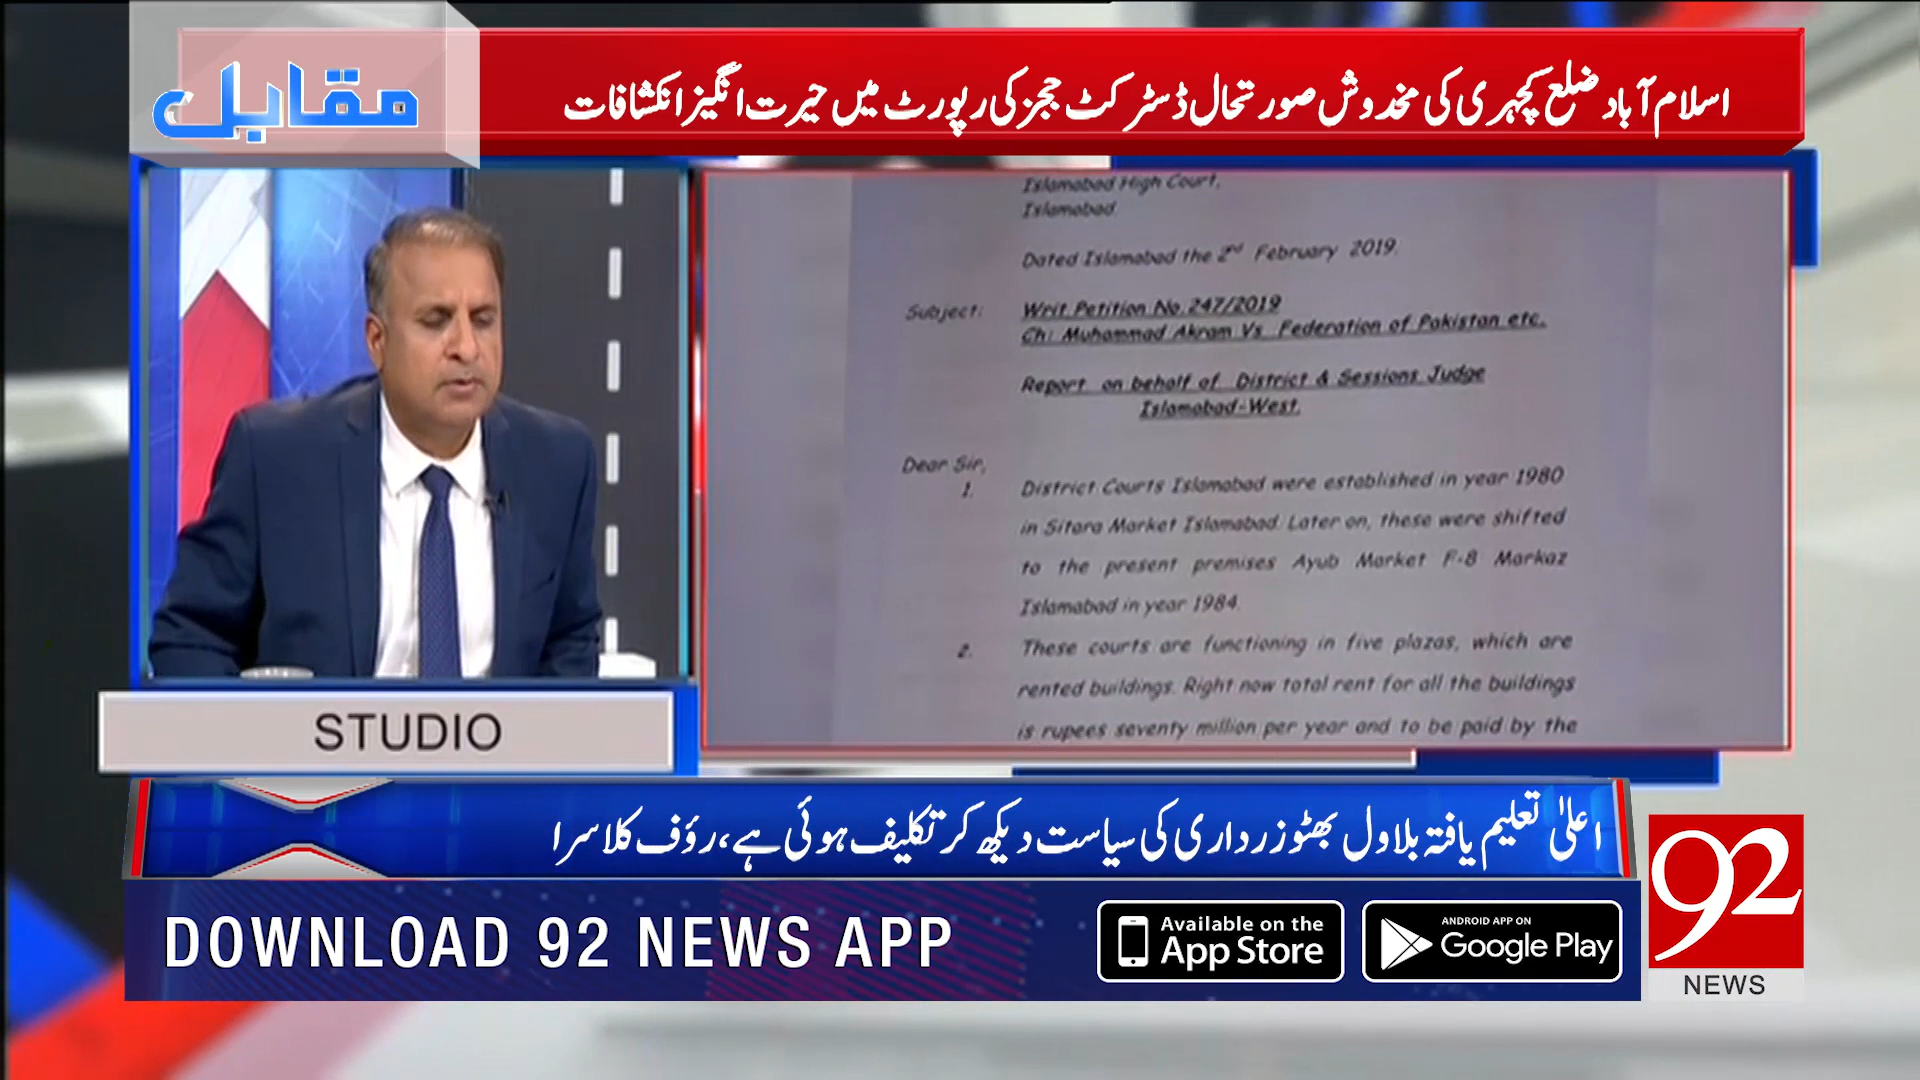 مقابل
اسلام آباد ضلع کچہری کی مخدوش صورتحال ڈسٹرکٹ ججز کی رپورٹ میں حیرت انگیز انکشافات
Islamabad High Court,
Islamabad.
Dated Islamabad the 2nd February 2019.
Subject: Writ Petition No. 247/2019
Ch: Muhammad Akram Vs. Federation of Pakistan etc.
Report on behalf of District & Sessions Judge
Islamabad-West.
Dear Sir,
1. District Courts Islamabad were established in year 1980
in Sitara Market Islamabad. Later on, these were shifted
to the present premises Ayub Market F-8 Markaz
Islamabad in year 1984.
2. These courts are functioning in five plazas, which are
rented buildings. Right now total rent for all the buildings
is rupees seventy million per year and to be paid by the
STUDIO
اعلیٰ تعلیم یافتہ بلاول بھٹو زرداری کی سیاست دیکھ کر تکلیف ہوئی ہے، رؤف کلاسرا
DOWNLOAD 92 NEWS APP
Available on the
App Store
ANDROID APP ON
Google Play
92
NEWS